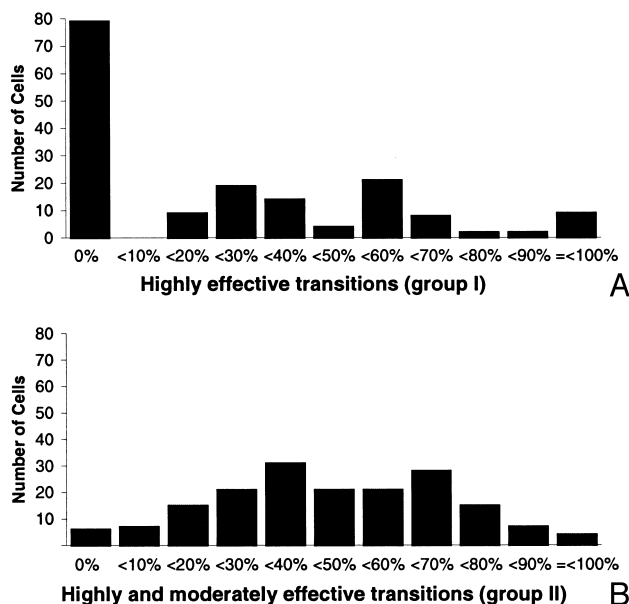 80
70
60
50
40
30
20
10
0
Number of Cells
0% <10% <20% <30% <40% <50% <60% <70% <80% <90% =<100%
Highly effective transitions (group I)
A
80
70
60
50
40
30
20
10
Number of Cells
0% <10% <20% <30% <40% <50% <60% <70% <80% <90% =<100%
Highly and moderately effective transitions (group II)
B